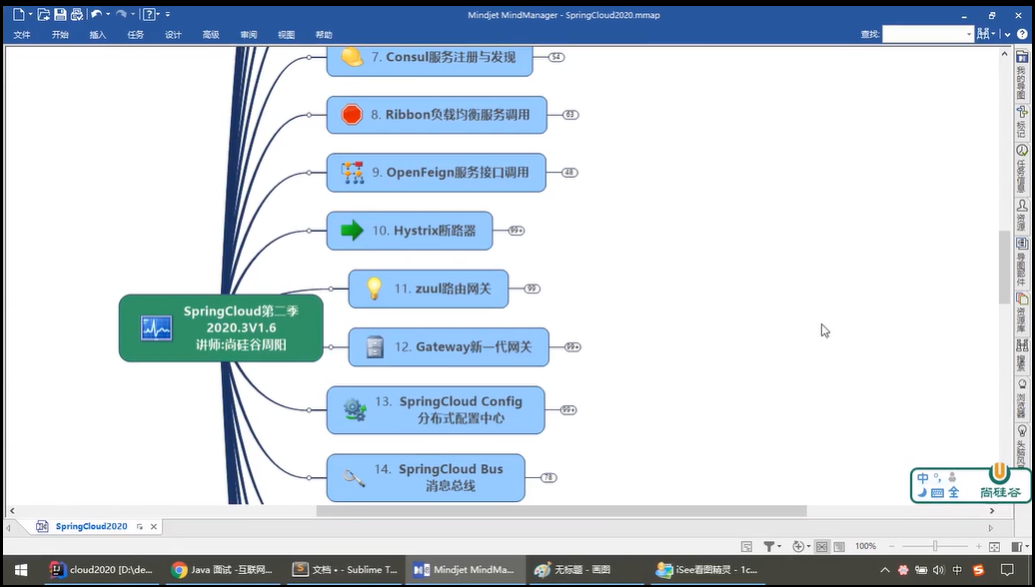 Mindjet MindManager - SpringCloud2020.mmap
文件 开始 插入 任务 设计 高级 审阅 视图 帮助
查找:
7. Consul服务注册与发现
54
8. Ribbon负载均衡服务调用
63
9. OpenFeign服务接口调用
48
10. Hystrix断路器
99+
11. zuul路由网关
99
SpringCloud第二季
2020.3V1.6
讲师:尚硅谷周阳
12. Gateway新一代网关
99+
13. SpringCloud Config
分布式配置中心
99+
14. SpringCloud Bus
消息总线
78
我的导图
标记
任务信息
资源
导图部件
资源库
搜索
浏览器
中
全
尚硅谷
SpringCloud2020
100%
cloud2020 [D:\de...
Java 面试 -互联网...
文档 • - Sublime T...
Mindjet MindMa...
无标题 - 画图
iSee看图精灵 - 1c...
中